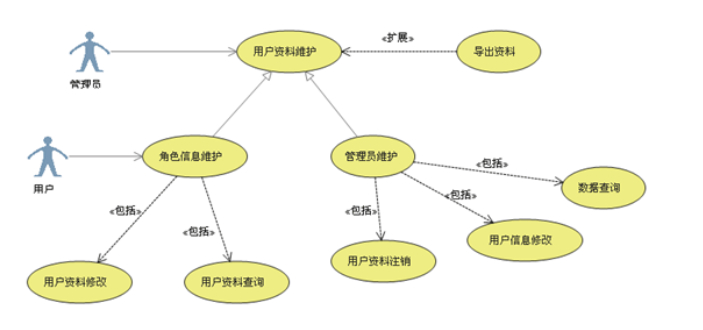 «扩展»
用户资料维护
导出资料
管理员
角色信息维护
管理员维护
«包括»
数据查询
用户
«包括»
«包括»
«包括»
«包括»
用户信息修改
用户资料注销
用户资料修改
用户资料查询